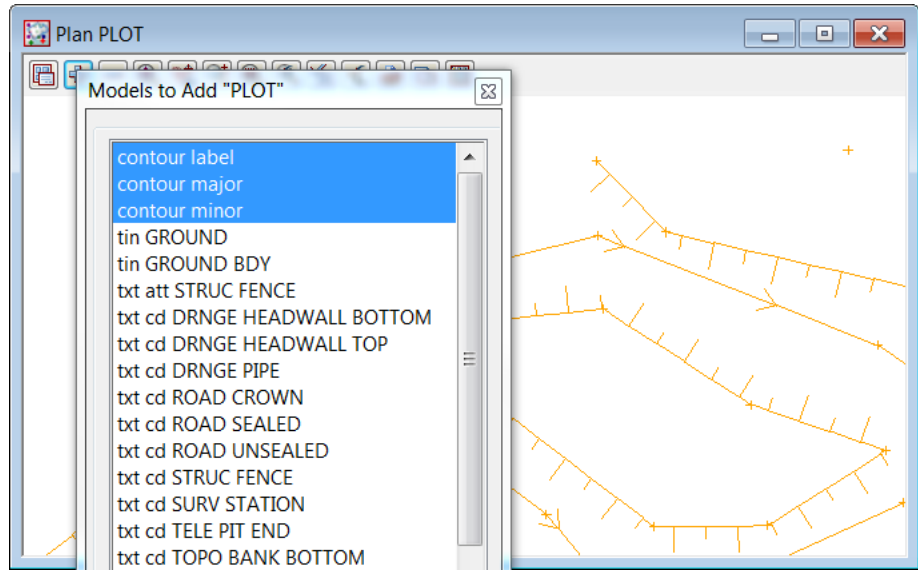 Plan PLOT
Models to Add "PLOT"
contour label
contour major
contour minor
tin GROUND
tin GROUND BDY
txt att STRUC FENCE
txt cd DRNGE HEADWALL BOTTOM
txt cd DRNGE HEADWALL TOP
txt cd DRNGE PIPE
txt cd ROAD CROWN
txt cd ROAD SEALED
txt cd ROAD UNSEALED
txt cd STRUC FENCE
txt cd SURV STATION
txt cd TELE PIT END
txt cd TOPO BANK BOTTOM